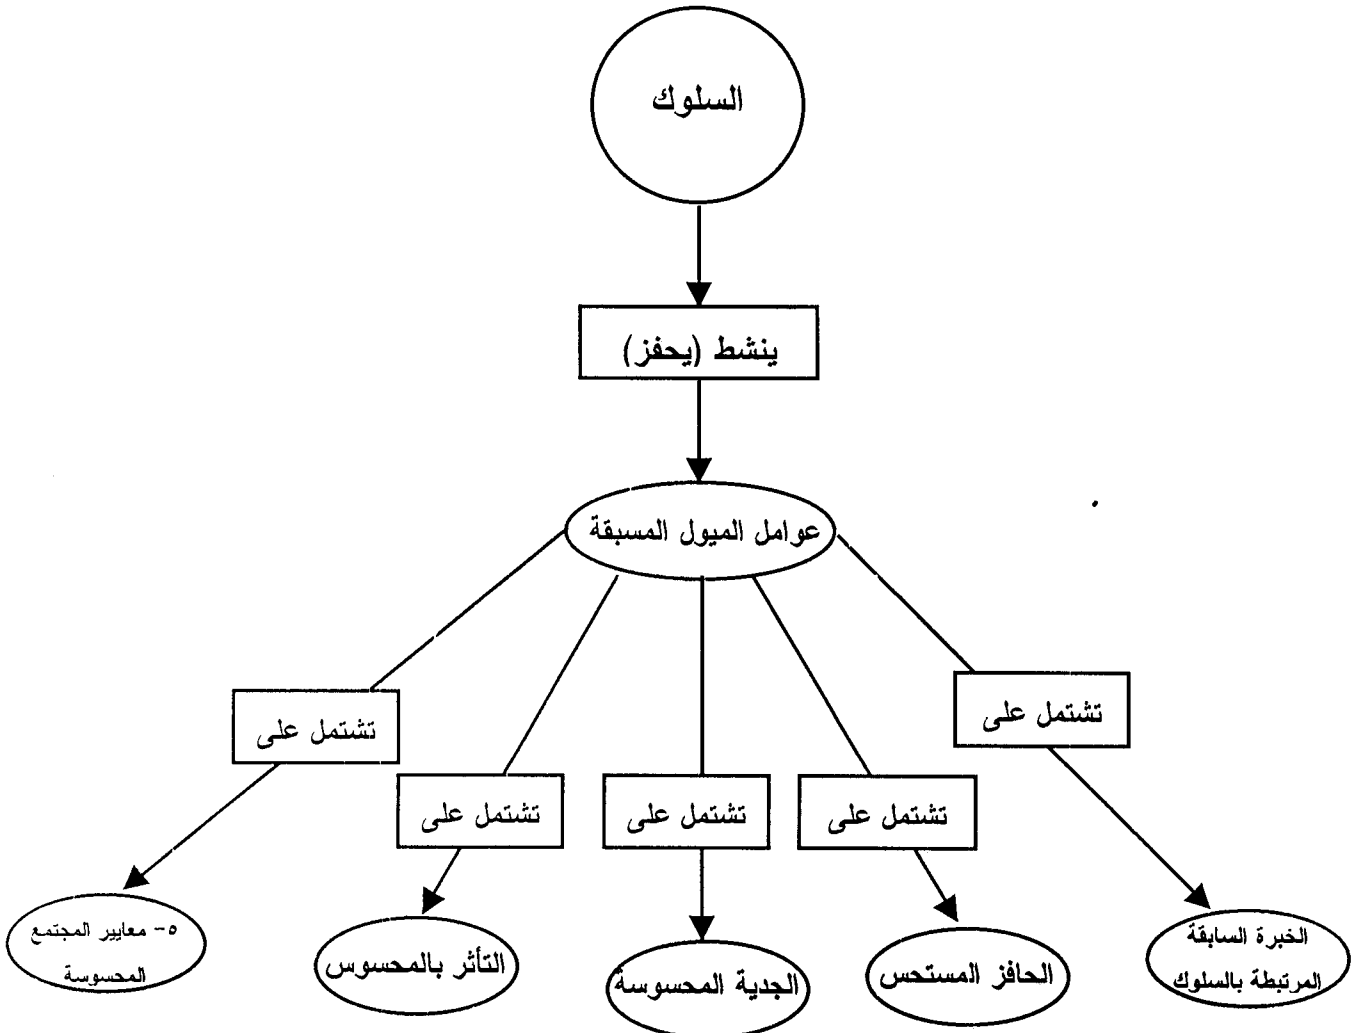 السلوك
ينشط (يحفز)
عوامل الميول المسبقة
تشتمل على
تشتمل على
تشتمل على
تشتمل على
تشتمل على
الخبرة السابقة
المرتبطة بالسلوك
الحافز المستحس
الجدية المحسوسة
التأثر بالمحسوس
٥- معايير المجتمع
المحسوسة